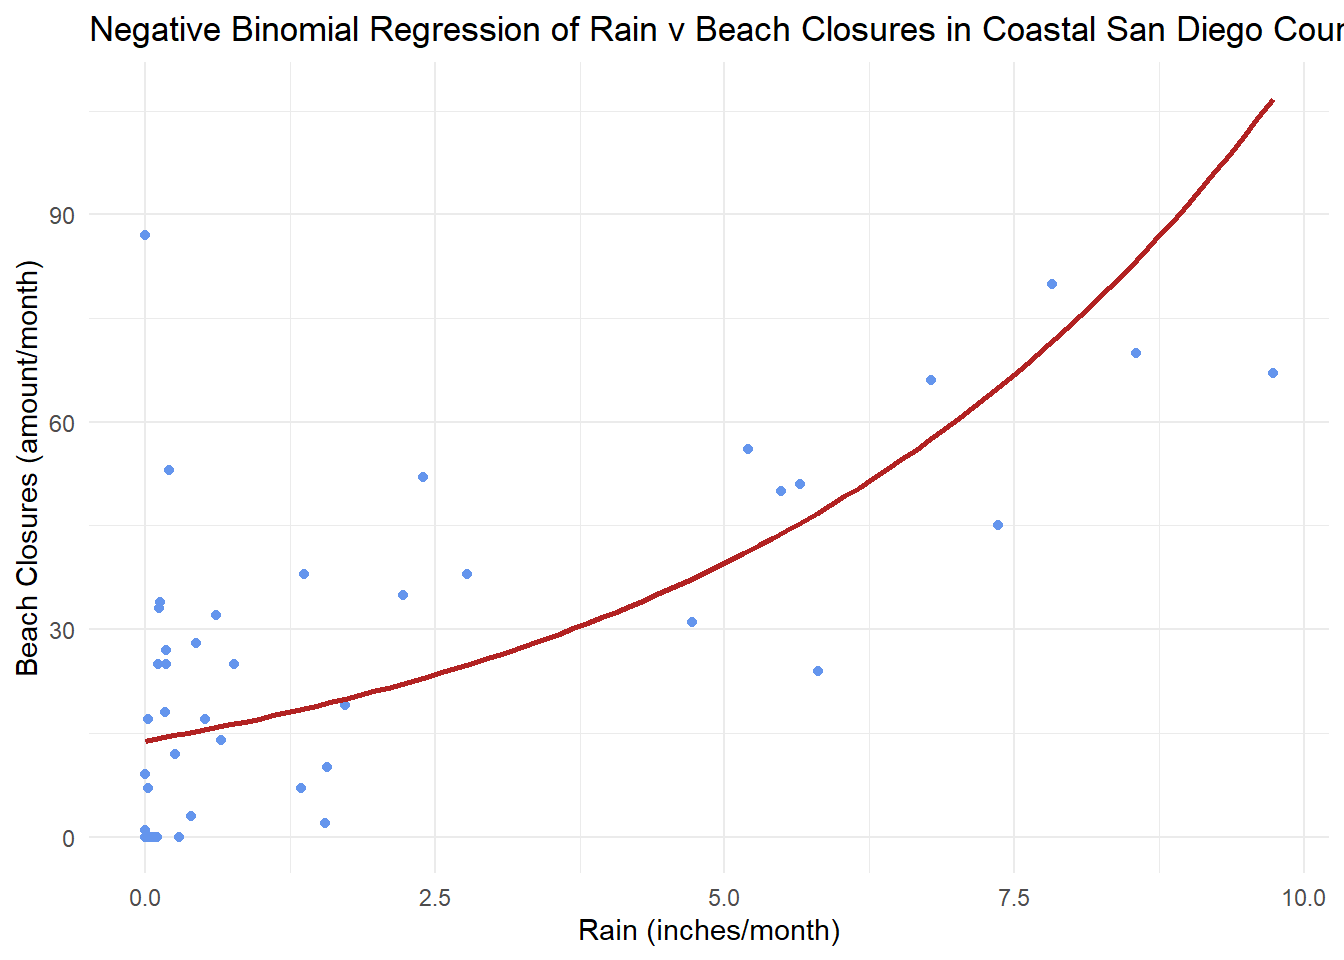 Negative Binomial Regression of Rain v Beach Closures in Coastal San Diego
Beach Closures (amount/month)
90
60
30
0
0.0 2.5 5.0 7.5 10.0
Rain (inches/month)